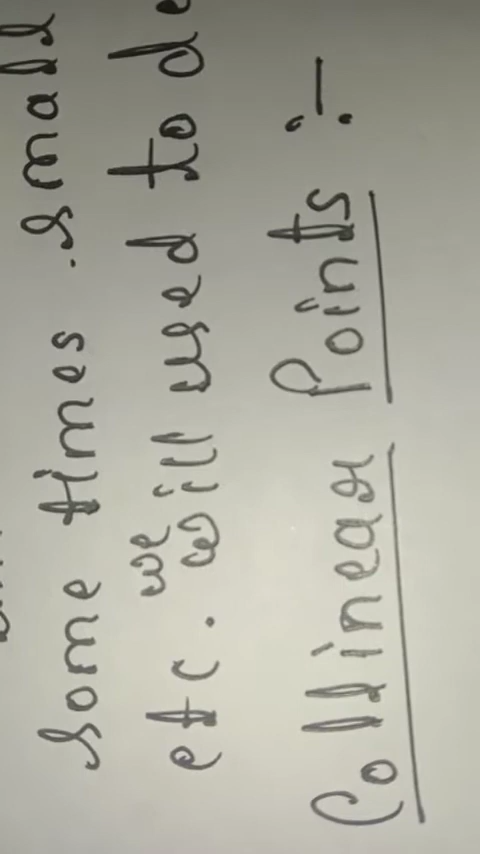 some times . small
etc. we will used to de
Collinear Points :-